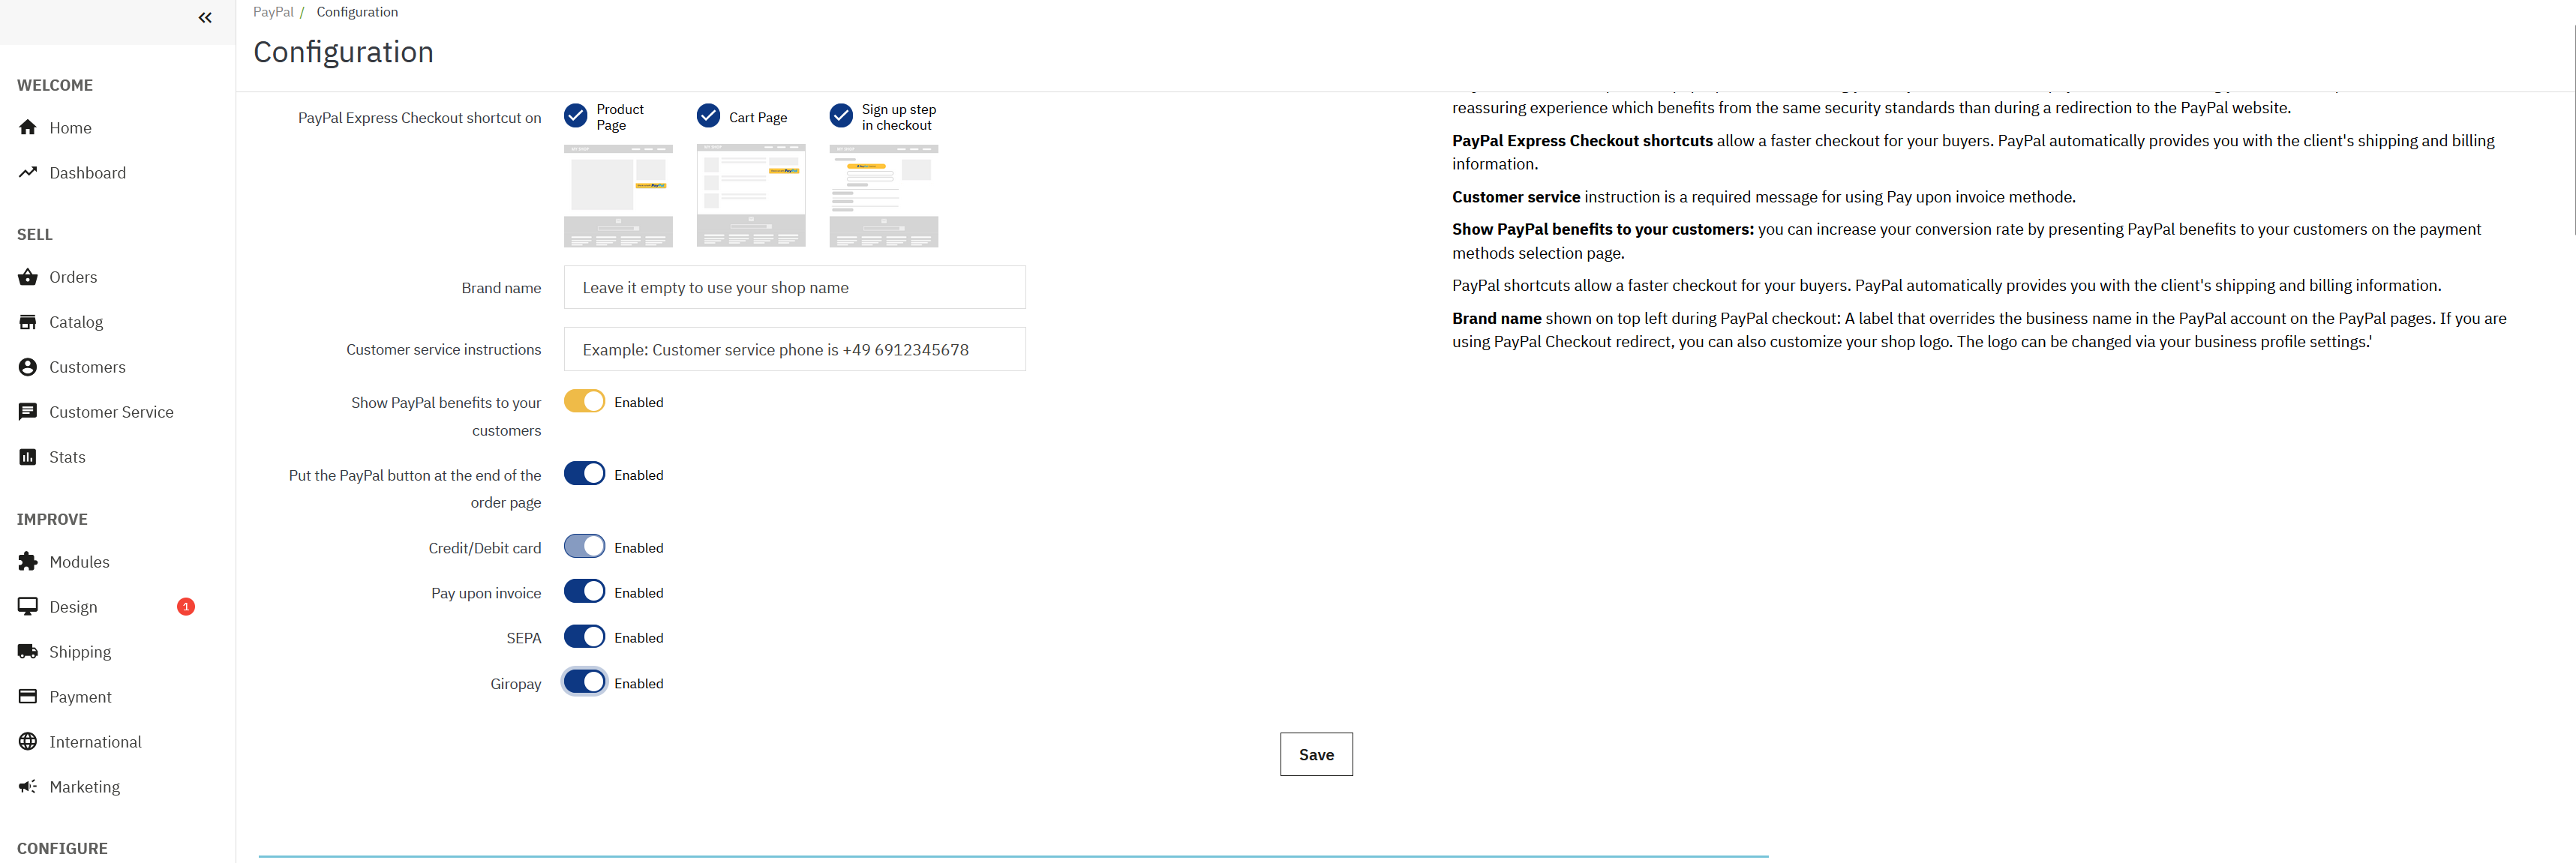 PayPal / Configuration
Configuration
WELCOME
Home
Dashboard
SELL
Orders
Catalog
Customers
Customer Service
Stats
IMPROVE
Modules
Design 1
Shipping
Payment
International
Marketing
CONFIGURE
PayPal Express Checkout shortcut on
Product
Page
Cart Page
Sign up step
in checkout
Brand name
Leave it empty to use your shop name
Customer service instructions
Example: Customer service phone is +49 6912345678
Show PayPal benefits to your
customers
Enabled
Put the PayPal button at the end of the
order page
Enabled
Credit/Debit card
Enabled
Pay upon invoice
Enabled
SEPA
Enabled
Giropay
Enabled
Save
reassuring experience which benefits from the same security standards than during a redirection to the PayPal website.
PayPal Express Checkout shortcuts allow a faster checkout for your buyers. PayPal automatically provides you with the client's shipping and billing
information.
Customer service instruction is a required message for using Pay upon invoice methode.
Show PayPal benefits to your customers: you can increase your conversion rate by presenting PayPal benefits to your customers on the payment
methods selection page.
PayPal shortcuts allow a faster checkout for your buyers. PayPal automatically provides you with the client's shipping and billing information.
Brand name shown on top left during PayPal checkout: A label that overrides the business name in the PayPal account on the PayPal pages. If you are
using PayPal Checkout redirect, you can also customize your shop logo. The logo can be changed via your business profile settings.'